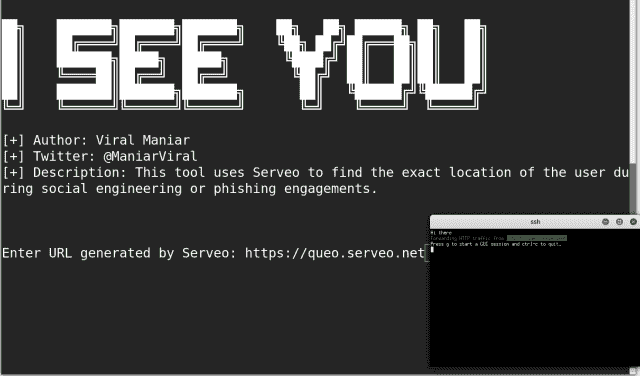 I SEE YOU
[+] Author: Viral Maniar
[+] Twitter: @ManiarViral
[+] Description: This tool uses Serveo to find the exact location of the user du
ring social engineering or phishing engagements.
Enter URL generated by Serveo: https://queo.serveo.net
ssh
Hi there
Forwarding HTTP traffic from
Press g to start a GUI session and ctrl-c to quit.